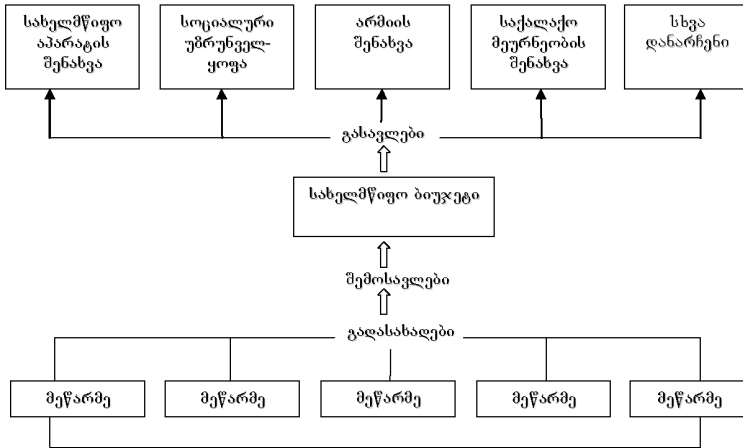 სახელმწიფო
აპარატის
შენახვა
სოციალური
უზრუნველ-
ყოფა
არმიის
შენახვა
საქალაქო
მეურნეობის
შენახვა
სხვა
დანარჩენი
გასავლები
სახელმწიფო ბიუჯეტი
შემოსავლები
გადასახადები
მეწარმე
მეწარმე
მეწარმე
მეწარმე
მეწარმე